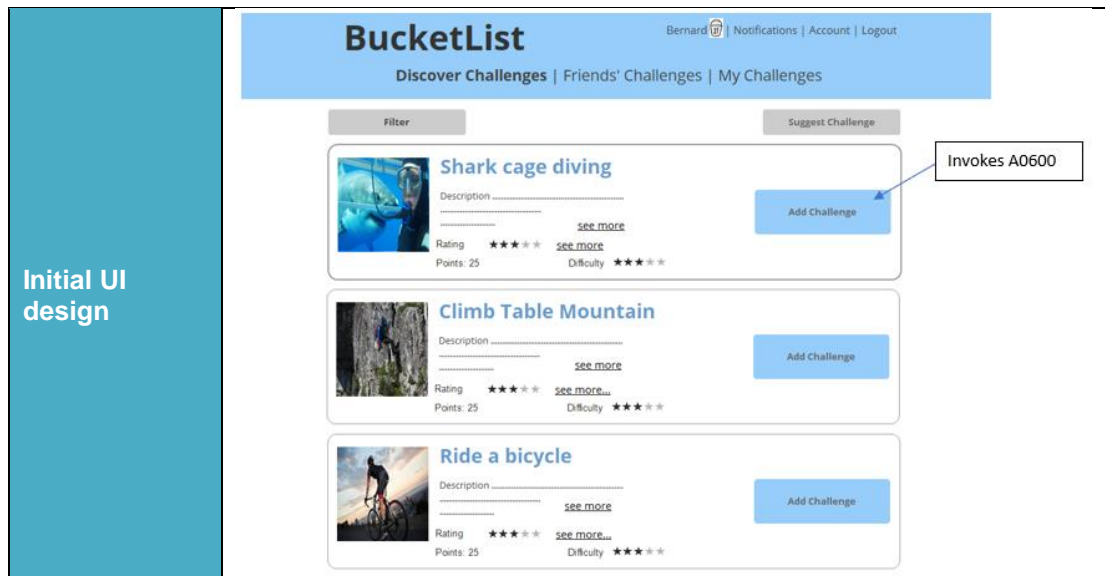 Initial UI
design
BucketList
Bernard | Notifications | Account | Logout
Discover Challenges | Friends' Challenges | My Challenges
Filter
Suggest Challenge
Invokes A0600
Shark cage diving
Description
see more
Rating ★★★★★ see more
Points: 25 Difficulty ★★★★★
Add Challenge
Climb Table Mountain
Description
see more
Rating ★★★★★ see more...
Points: 25 Difficulty ★★★★★
Add Challenge
Ride a bicycle
Description
see more
Rating ★★★★★ see more...
Points: 25 Difficulty ★★★★★
Add Challenge